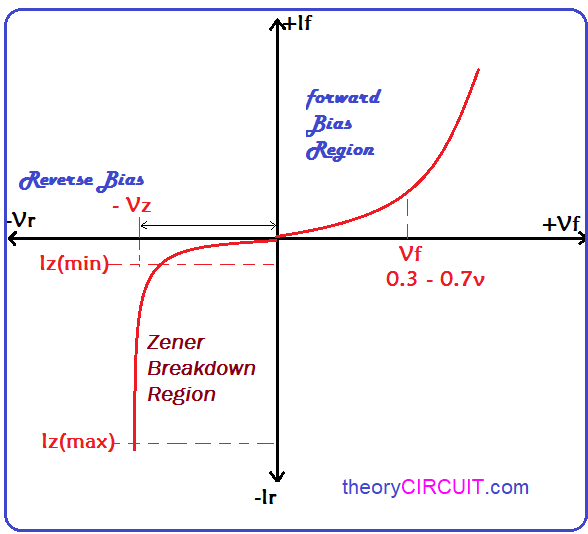 +If
forward
Bias
Region
Reverse Bias
- Vz
-Vr
+Vf
Iz(min)
Vf
0.3 - 0.7v
Zener
Breakdown
Region
Iz(max)
theoryCIRCUIT.com
-Ir